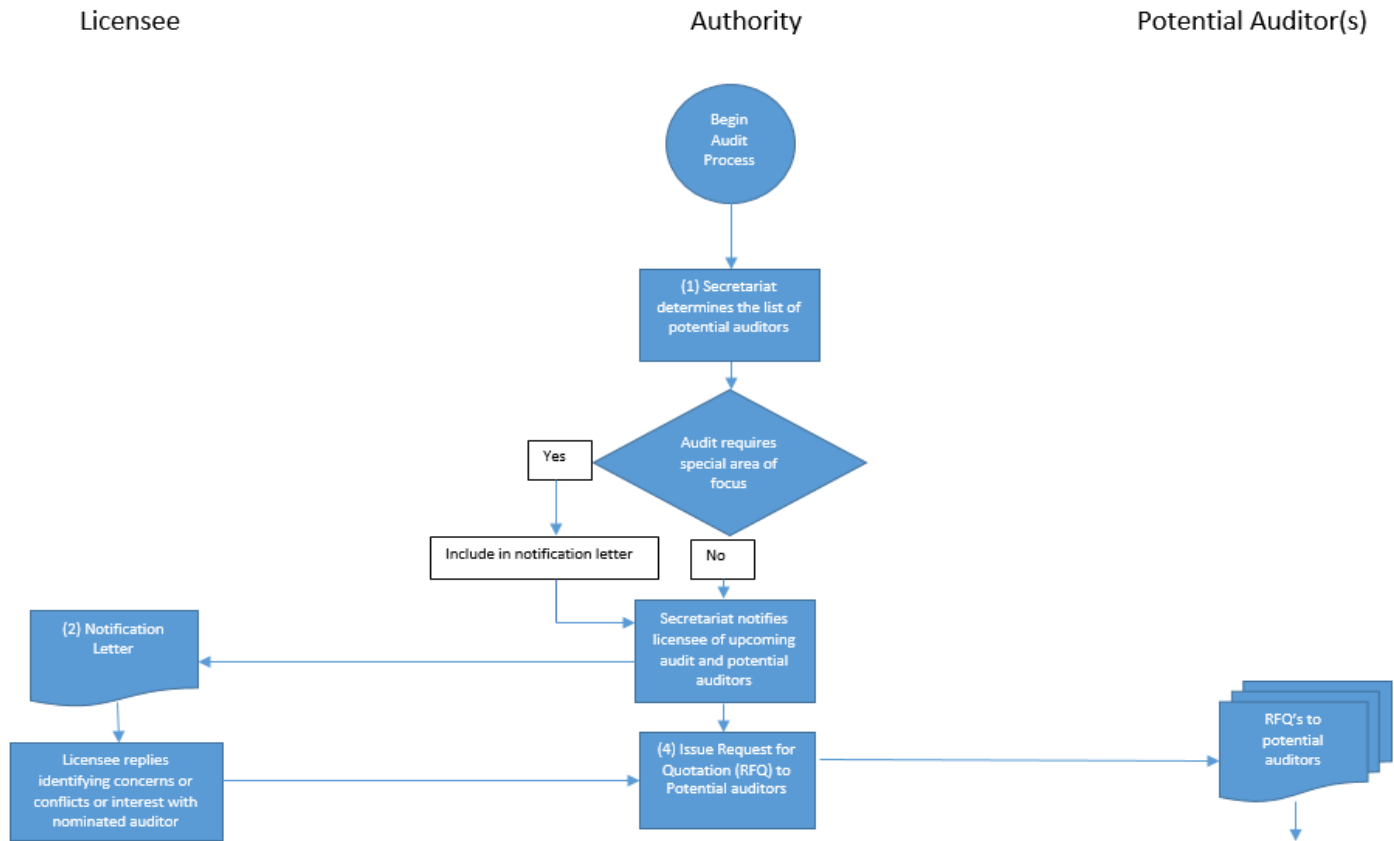 Licensee
Authority
Potential Auditor(s)
Begin
Audit
Process
(1) Secretariat
determines the list of
potential auditors
Audit requires
special area of
focus
Yes
Include in notification letter
No
(2) Notification
Letter
Secretariat notifies
licensee of upcoming
audit and potential
auditors
Licensee replies
identifying concerns or
conflicts or interest with
nominated auditor
(4) Issue Request for
Quotation (RFQ) to
Potential auditors
RFQ's to
potential
auditors